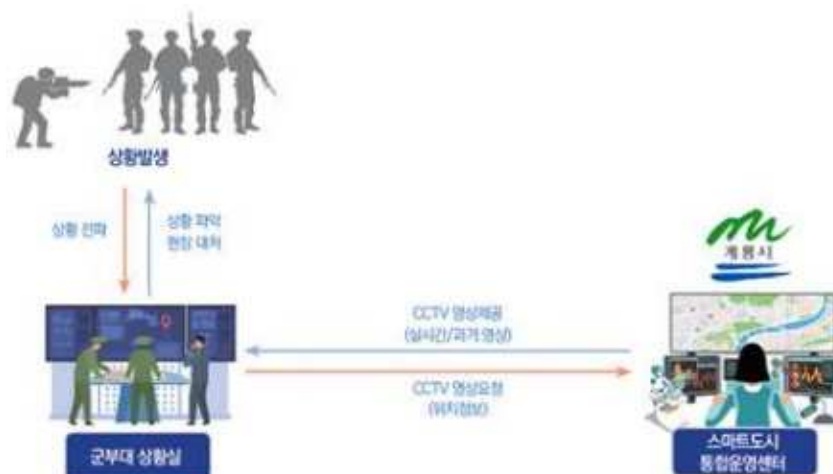 상황발생
상황 전파
상황 파악
현장 대처
계룡시
CCTV 영상제공
(실시간/과거 영상)
CCTV 영상요청
(위치정보)
군부대 상황실
스마트도시
통합운영센터